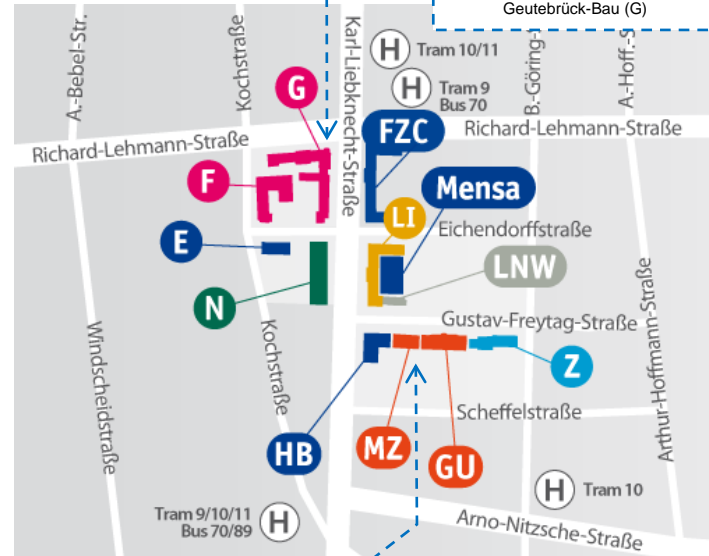 Geutebrück-Bau (G)
A.-Bebel-Str.
Kochstraße
Karl-Liebknecht-Straße
H
Tram 10/11
H
Tram 9
Bus 70
B.-Göring-
A.-Hoff.-S
G
FZC
Richard-Lehmann-Straße
Richard-Lehmann-Straße
F
Mensa
LI
Eichendorffstraße
E
LNW
N
Gustav-Freytag-Straße
Z
Windscheidstraße
Kochstraße
Arthur-Hoffmann-Straße
Scheffelstraße
HB
MZ
GU
H
Tram 10
Tram 9/10/11
Bus 70/89
H
Arno-Nitzsche-Straße